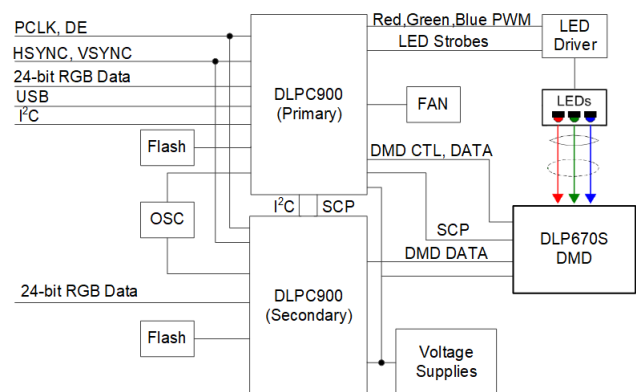 PCLK, DE
HSYNC, VSYNC
24-bit RGB Data
USB
I²C
Flash
OSC
DLPC900
(Primary)
Red,Green,Blue PWM
LED Strobes
LED
Driver
FAN
LEDs
DMD CTL, DATA
I²C
SCP
SCP
DMD DATA
DLP670S
DMD
24-bit RGB Data
Flash
DLPC900
(Secondary)
Voltage
Supplies